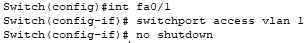 Switch(config)#int fa0/1
Switch(config-if)# switchport access vlan 1
Switch(config-if)# no shutdown